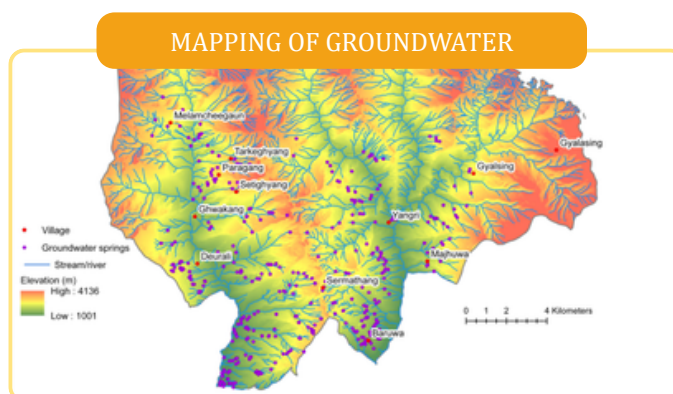 MAPPING OF GROUNDWATER
Melamcheegaun
Tarkeghyang
Paragang
Setighyang
Ghwakang
Deurali
Sermathang
Yangri
Majhuwa
Baruwa
Gyalsing
Gyalasing
Village
Groundwater springs
Stream/river
Elevation (m)
High : 4136
Low : 1001
0 1 2 4 Kilometers